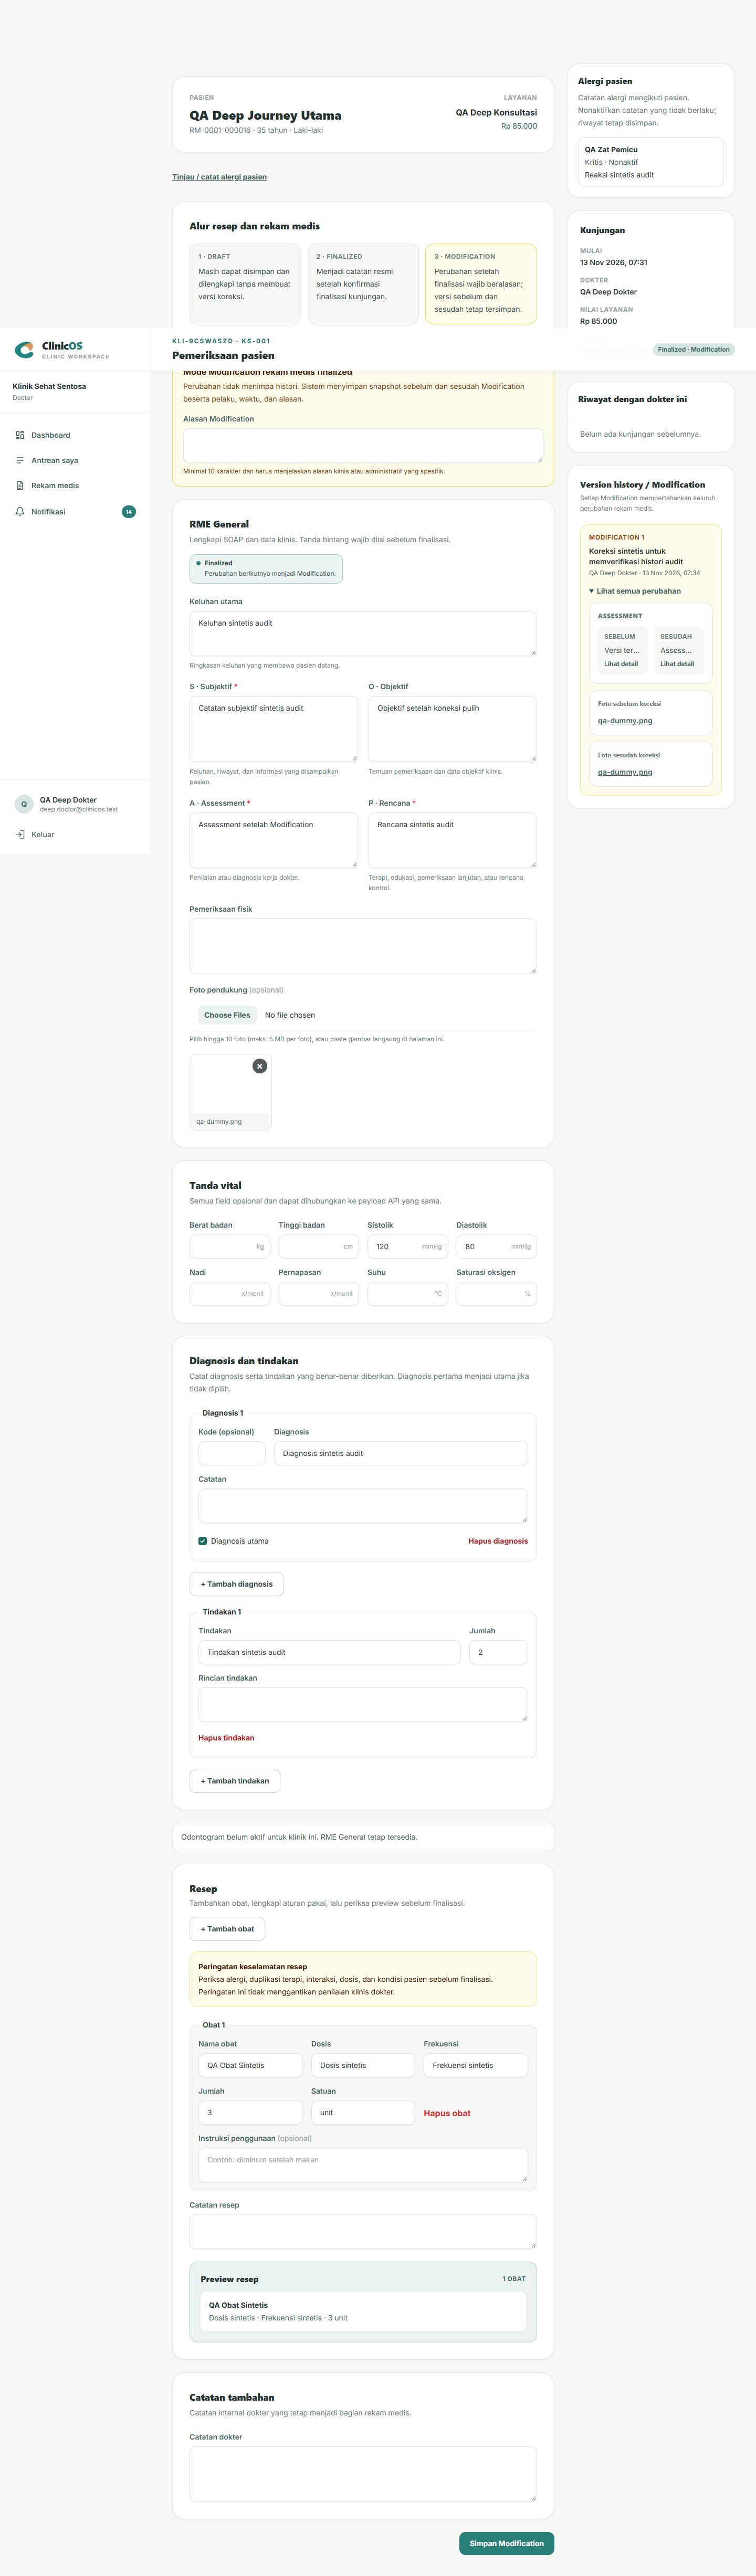 PASIEN
QA Deep Journey Utama
RM-0001-000016 · 35 tahun · Laki-laki
LAYANAN
QA Deep Konsultasi
Rp 85.000
Tinjau / catat alergi pasien
Alur resep dan rekam medis
1 · DRAFT
Masih dapat disimpan dan
dilengkapi tanpa membuat
versi koreksi.
2 · FINALIZED
Menjadi catatan resmi
setelah konfirmasi
finalisasi kunjungan.
3 · MODIFICATION
Perubahan setelah
finalisasi wajib beralasan;
versi sebelum dan
sesudah tetap tersimpan.
Alergi pasien
Catatan alergi mengikuti pasien.
Nonaktifkan catatan yang tidak berlaku;
riwayat tetap disimpan.
QA Zat Pemicu
Kritis · Nonaktif
Reaksi sintetis audit
Kunjungan
MULAI
13 Nov 2026, 07:31
DOKTER
QA Deep Dokter
NILAI LAYANAN
Rp 85.000
ClinicOS
CLINIC WORKSPACE
Klinik Sehat Sentosa
Doctor
Dashboard
Antrean saya
Rekam medis
Notifikasi
14
Q
QA Deep Dokter
deep.doctor@clinicos.test
Keluar
KLI-9CSWASZD · KS-001
Pemeriksaan pasien
Finalized · Modification
Mode Modification rekam medis finalized
Perubahan tidak menimpa histori. Sistem menyimpan snapshot sebelum dan sesudah Modification
beserta pelaku, waktu, dan alasan.
Alasan Modification
Minimal 10 karakter dan harus menjelaskan alasan klinis atau administratif yang spesifik.
RME General
Lengkapi SOAP dan data klinis. Tanda bintang wajib diisi sebelum finalisasi.
Finalized
Perubahan berikutnya menjadi Modification.
Keluhan utama
Keluhan sintetis audit
Ringkasan keluhan yang membawa pasien datang.
S · Subjektif *
Catatan subjektif sintetis audit
Keluhan, riwayat, dan informasi yang disampaikan
pasien.
O · Objektif
Objektif setelah koneksi pulih
Temuan pemeriksaan dan data objektif klinis.
A · Assessment *
Assessment setelah Modification
Penilaian atau diagnosis kerja dokter.
P · Rencana *
Rencana sintetis audit
Terapi, edukasi, pemeriksaan lanjutan, atau rencana
kontrol.
Pemeriksaan fisik
Foto pendukung (opsional)
Choose Files No file chosen
Pilih hingga 10 foto (maks. 5 MB per foto), atau paste gambar langsung di halaman ini.
×
qa-dummy.png
Riwayat dengan dokter ini
Belum ada kunjungan sebelumnya.
Version history / Modification
Setiap Modification mempertahankan seluruh
perubahan rekam medis.
MODIFICATION 1
Koreksi sintetis untuk
memverifikasi histori audit
QA Deep Dokter · 13 Nov 2026, 07:34
▼ Lihat semua perubahan
ASSESSMENT
SEBELUM
Versi ter...
Lihat detail
SESUDAH
Assess...
Lihat detail
Foto sebelum koreksi
qa-dummy.png
Foto sesudah koreksi
qa-dummy.png
Tanda vital
Semua field opsional dan dapat dihubungkan ke payload API yang sama.
Berat badan
kg
Tinggi badan
cm
Sistolik
120 mmHg
Diastolik
80 mmHg
Nadi
x/menit
Pernapasan
x/menit
Suhu
°C
Saturasi oksigen
%
Diagnosis dan tindakan
Catat diagnosis serta tindakan yang benar-benar diberikan. Diagnosis pertama menjadi utama jika
tidak dipilih.
Diagnosis 1
Kode (opsional)
Diagnosis
Diagnosis sintetis audit
Catatan
Diagnosis utama
Hapus diagnosis
+ Tambah diagnosis
Tindakan 1
Tindakan
Tindakan sintetis audit
Jumlah
2
Rincian tindakan
Hapus tindakan
+ Tambah tindakan
Odontogram belum aktif untuk klinik ini. RME General tetap tersedia.
Resep
Tambahkan obat, lengkapi aturan pakai, lalu periksa preview sebelum finalisasi.
+ Tambah obat
Peringatan keselamatan resep
Periksa alergi, duplikasi terapi, interaksi, dosis, dan kondisi pasien sebelum finalisasi.
Peringatan ini tidak menggantikan penilaian klinis dokter.
Obat 1
Nama obat
QA Obat Sintetis
Dosis
Dosis sintetis
Frekuensi
Frekuensi sintetis
Jumlah
3
Satuan
unit
Hapus obat
Instruksi penggunaan (opsional)
Contoh: diminum setelah makan
Catatan resep
Preview resep
1 OBAT
QA Obat Sintetis
Dosis sintetis · Frekuensi sintetis · 3 unit
Catatan tambahan
Catatan internal dokter yang tetap menjadi bagian rekam medis.
Catatan dokter
Simpan Modification